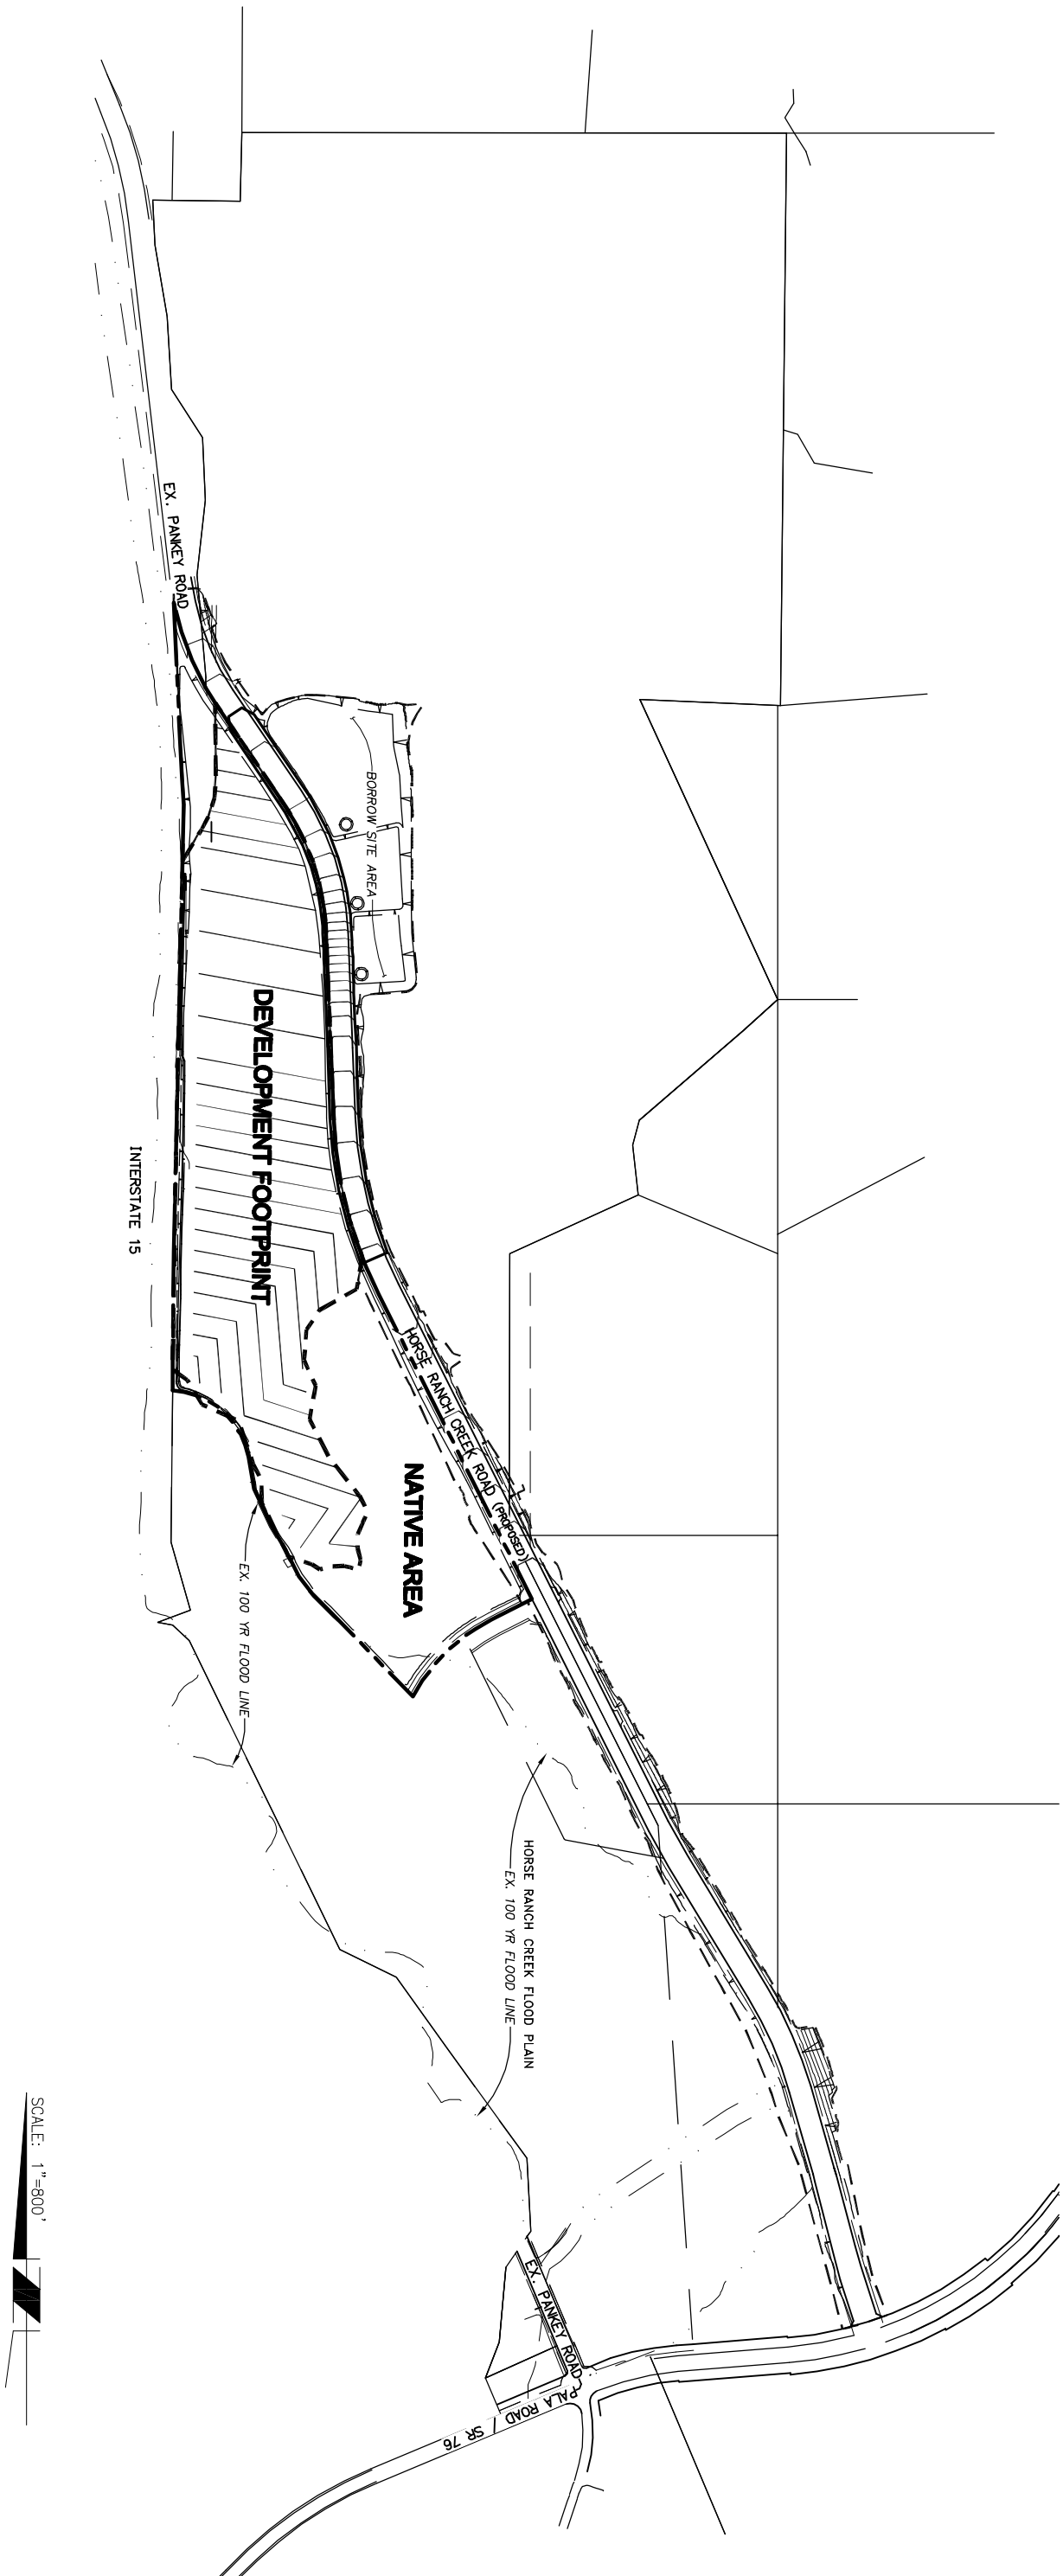 EX. PANKEY ROAD
BORROW SITE AREA
DEVELOPMENT FOOTPRINT
INTERSTATE 15
HORSE RANCH CREEK ROAD (PROPOSED)
NATIVE AREA
EX. 100 YR FLOOD LINE
HORSE RANCH CREEK FLOOD PLAIN
EX. 100 YR FLOOD LINE
EX. PANKEY ROAD
PALA ROAD / SR 76
SCALE: 1"=800'